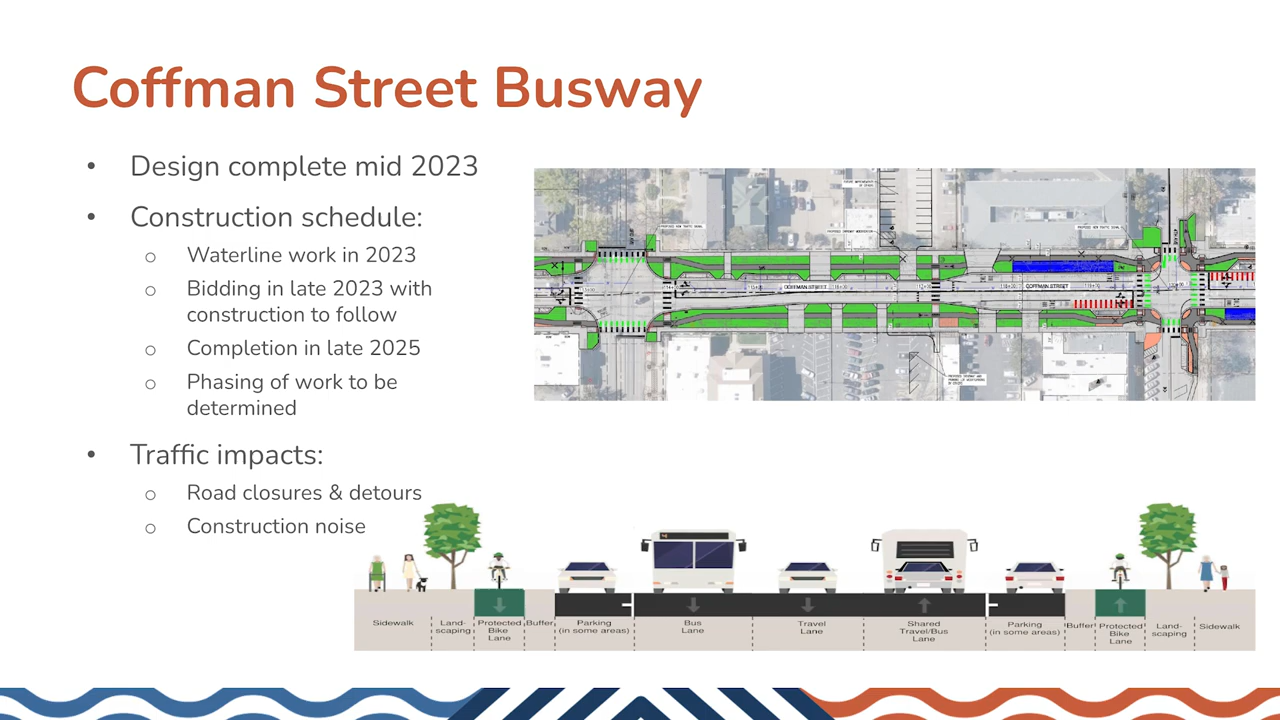 Coffman Street Busway
• Design complete mid 2023
• Construction schedule:
o Waterline work in 2023
o Bidding in late 2023 with
construction to follow
o Completion in late 2025
o Phasing of work to be
determined
• Traffic impacts:
o Road closures & detours
o Construction noise
COFFMAN STREET
COFFMAN STREET
Sidewalk
Land-
scaping
Protected
Bike
Lane
Buffer
Parking
(in some areas)
Bus
Lane
Travel
Lane
Shared
Travel/Bus
Lane
Parking
(in some areas)
Buffer
Protected
Bike
Lane
Land-
scaping
Sidewalk